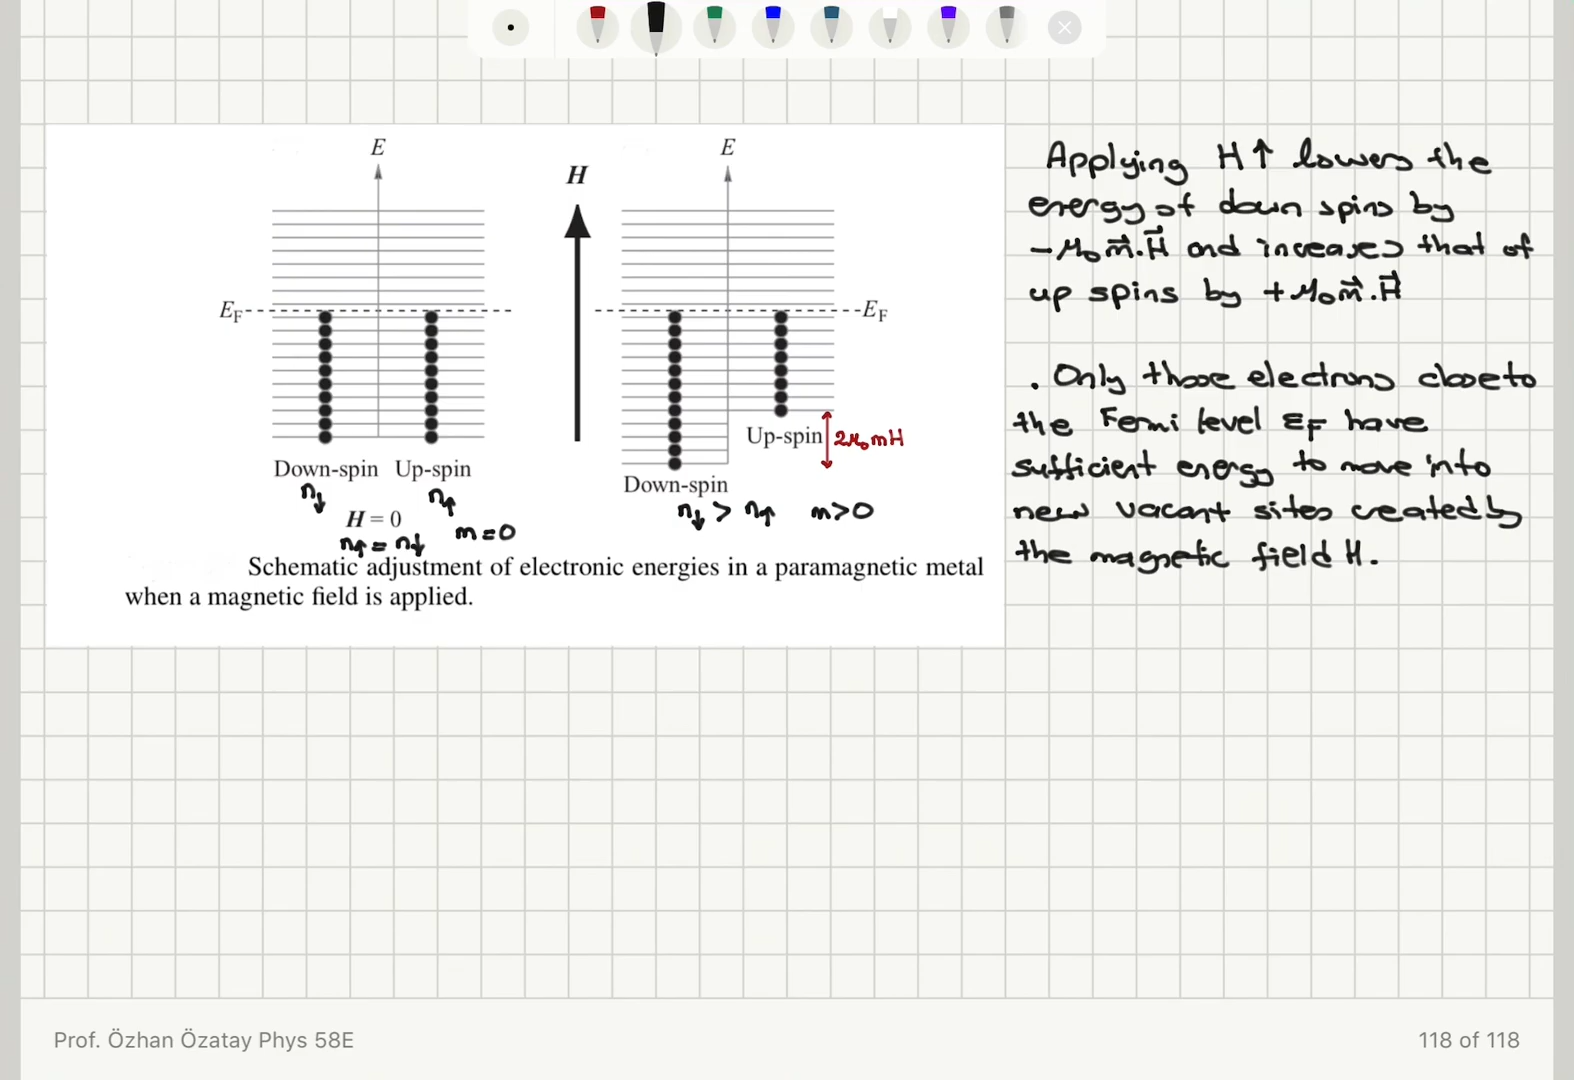 E
H
E
E_F
E_F
Down-spin Up-spin
n↓ n↑
H = 0
m=0
n↑ = n↓
Up-spin
2μ₀mH
Down-spin
n↓ > n↑ m>0
Schematic adjustment of electronic energies in a paramagnetic metal
when a magnetic field is applied.
Applying H↑ lowers the
energy of down spins by
-μ₀m⃗.H⃗ and increases that of
up spins by +μ₀m⃗.H⃗
. Only those electrons close to
the Fermi level E_F have
sufficient energy to move into
new vacant sites created by
the magnetic field H.
Prof. Özhan Özatay Phys 58E
118 of 118